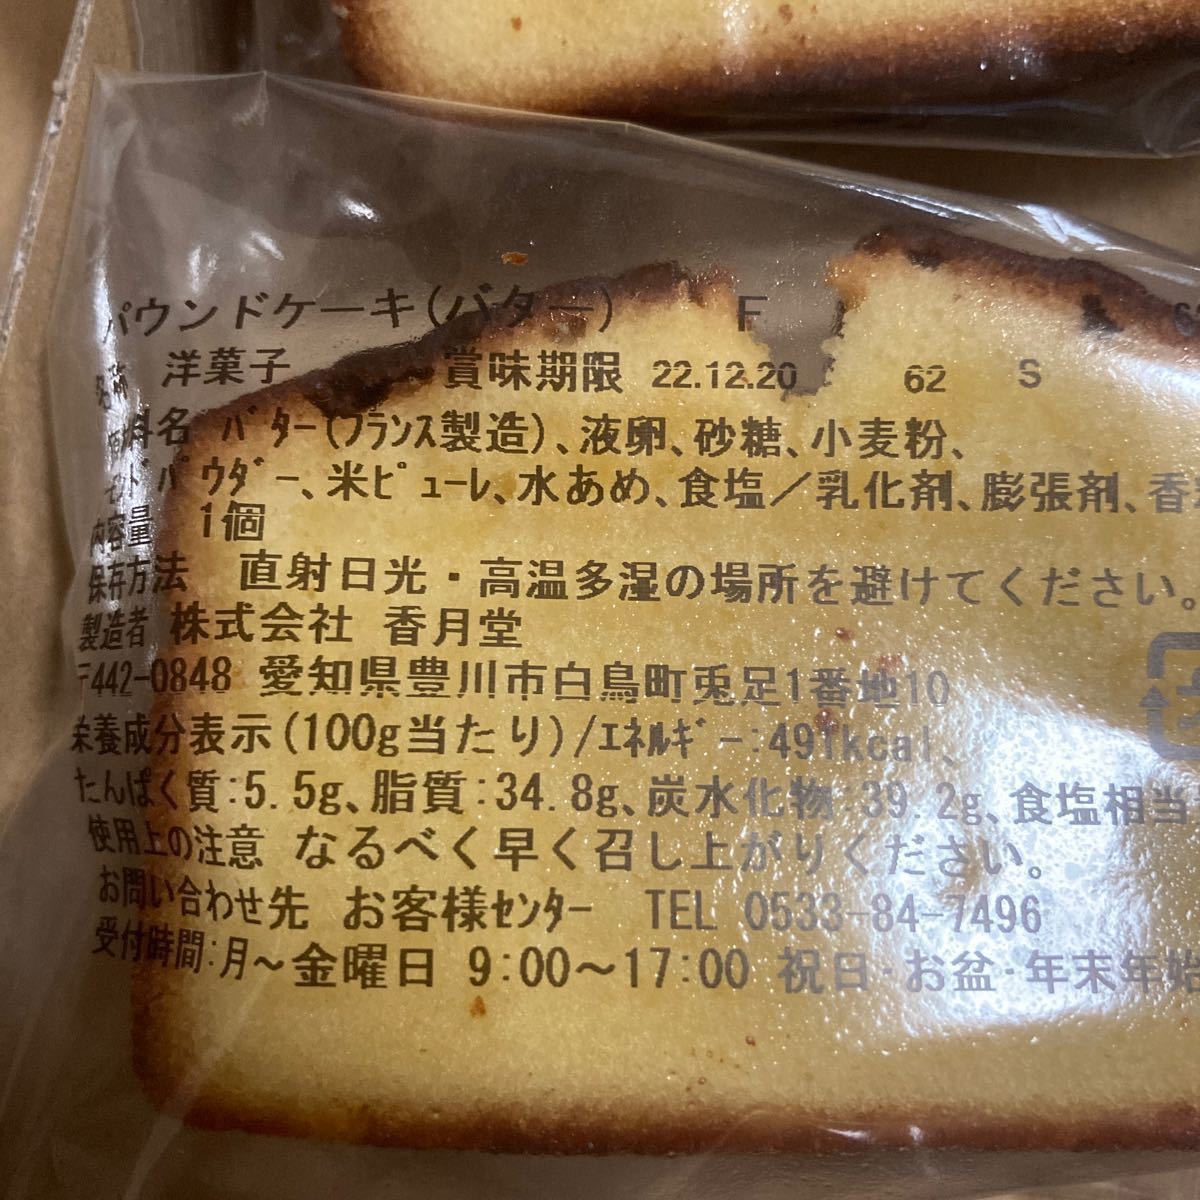 パウンドケーキ(バター) F 6
名称 洋菓子 賞味期限 22.12.20 62 S
料名 バター(フランス製造)、液卵、砂糖、小麦粉、
パウダー、米ピューレ、水あめ、食塩/乳化剤、膨張剤、香
内容量 1個
保存方法 直射日光・高温多湿の場所を避けてください。
製造者 株式会社 香月堂
〒442-0848 愛知県豊川市白鳥町兎足1番地10
栄養成分表示(100g当たり)/エネルギー:491kcal、
たんぱく質:5.5g、脂質:34.8g、炭水化物 39.2g、食塩相当
使用上の注意 なるべく早く召し上がりください。
お問い合わせ先 お客様センター TEL 0533-84-7496
受付時間:月～金曜日 9:00～17:00 祝日・お盆・年末年始